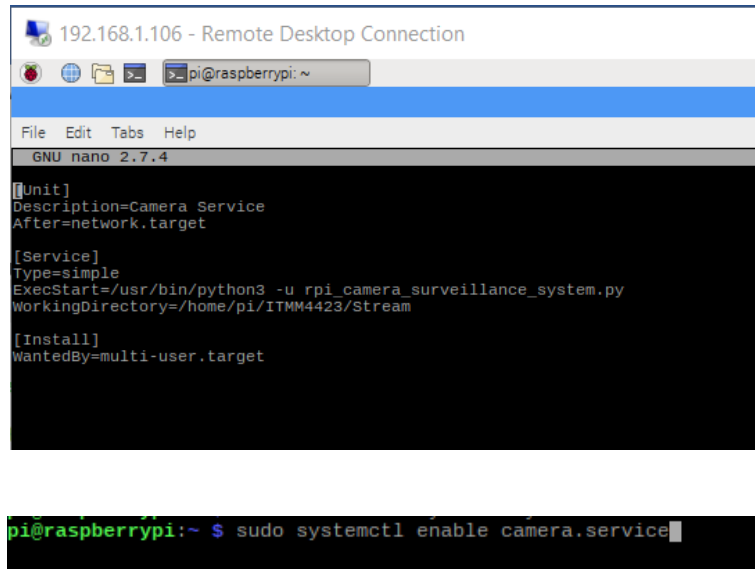 192.168.1.106 - Remote Desktop Connection
pi@raspberrypi: ~
File Edit Tabs Help
GNU nano 2.7.4
[Unit]
Description=Camera Service
After=network.target
[Service]
Type=simple
ExecStart=/usr/bin/python3 -u rpi_camera_surveillance_system.py
WorkingDirectory=/home/pi/ITMM4423/Stream
[Install]
WantedBy=multi-user.target
pi@raspberrypi:~ $ sudo systemctl enable camera.service